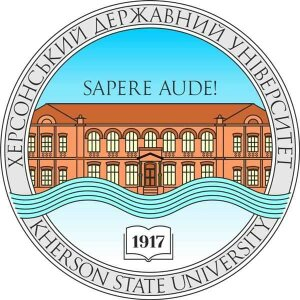 ХЕРСОНСЬКИЙ ДЕРЖАВНИЙ УНІВЕРСИТЕТ
SAPERE AUDE!
1917
KHERSON STATE UNIVERSITY